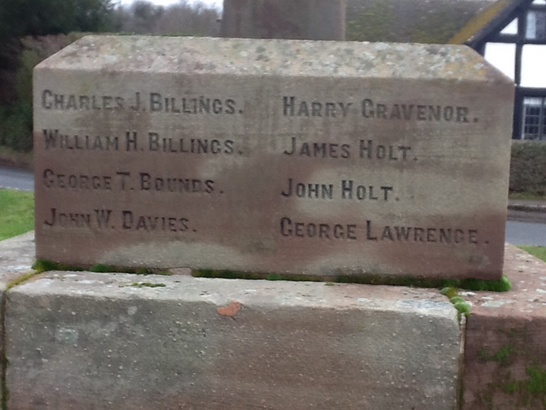 Charles J. Billings.
William H. Billings.
George T. Bounds.
John W. Davies.
Harry Gravenor.
James Holt.
John Holt.
George Lawrence.